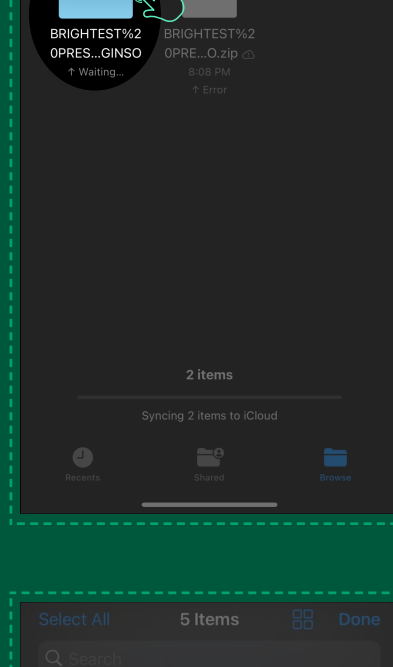 BRIGHTEST%2 BRIGHTEST%2
0PRES...GINSO 0PRE...O.zip
↑ Waiting... 8:08 PM
↑ Error
2 items
Syncing 2 items to iCloud
Recents Shared Browse
Select All 5 Items Done
Search